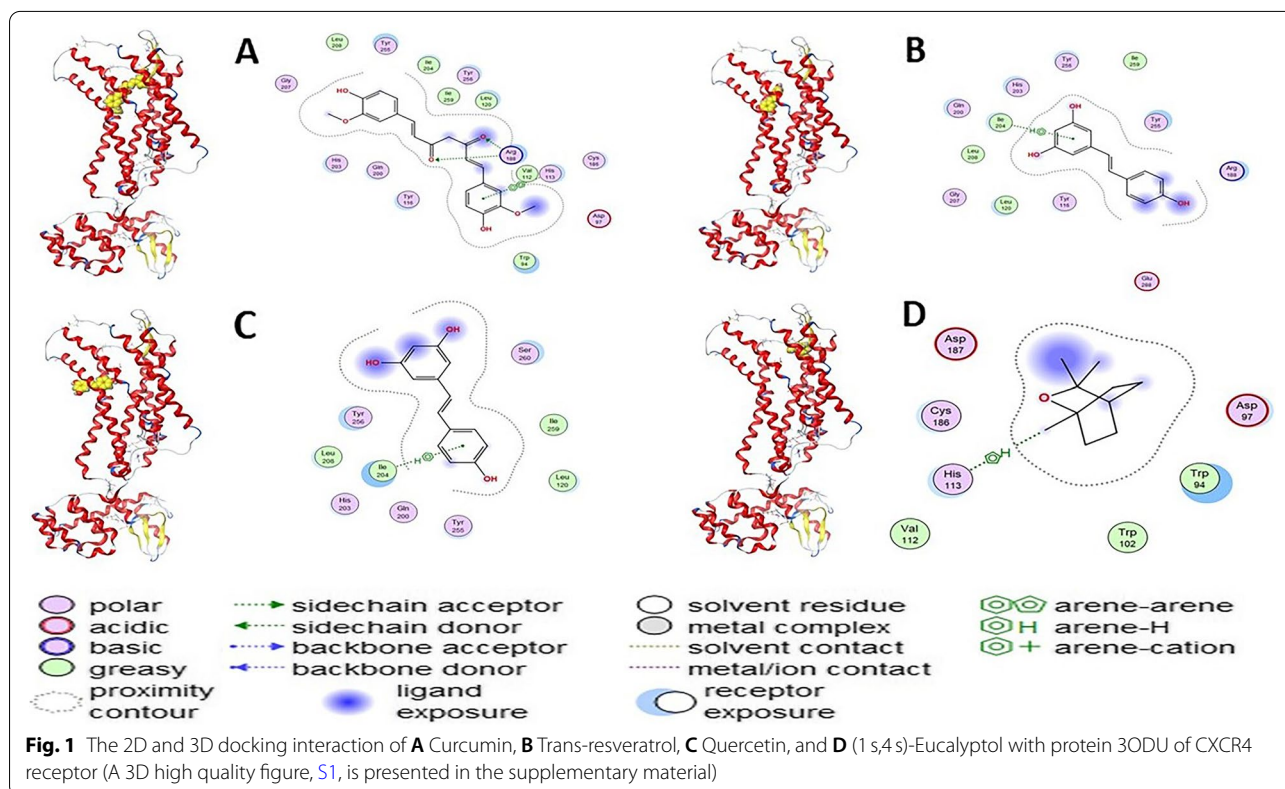 A
Leu 208
Tyr 255
Ile 204
Tyr 256
Gly 207
Ile 259
Leu 120
HO
O
O
O
Arg 188
His 203
Gln 200
Val 112
His 113
Cys 186
Tyr 116
O
OH
Asp 97
Trp 94
B
Tyr 256
Ile 259
His 203
Gln 200
OH
Ile 204
H
Tyr 255
Leu 208
HO
Arg 188
Gly 207
Leu 120
Tyr 116
OH
Glu 288
C
OH
HO
Ser 260
Tyr 256
Ile 259
Leu 208
Ile 204
H
Leu 120
His 203
Gln 200
OH
Tyr 255
D
Asp 187
O
Cys 186
Asp 97
H
His 113
Trp 94
Val 112
Trp 102
polar
acidic
basic
greasy
proximity
contour
sidechain acceptor
sidechain donor
backbone acceptor
backbone donor
ligand
exposure
solvent residue
metal complex
solvent contact
metal/ion contact
receptor
exposure
arene-arene
H arene-H
+ arene-cation
Fig. 1 The 2D and 3D docking interaction of A Curcumin, B Trans-resveratrol, C Quercetin, and D (1 s,4 s)-Eucalyptol with protein 3ODU of CXCR4
receptor (A 3D high quality figure, S1, is presented in the supplementary material)